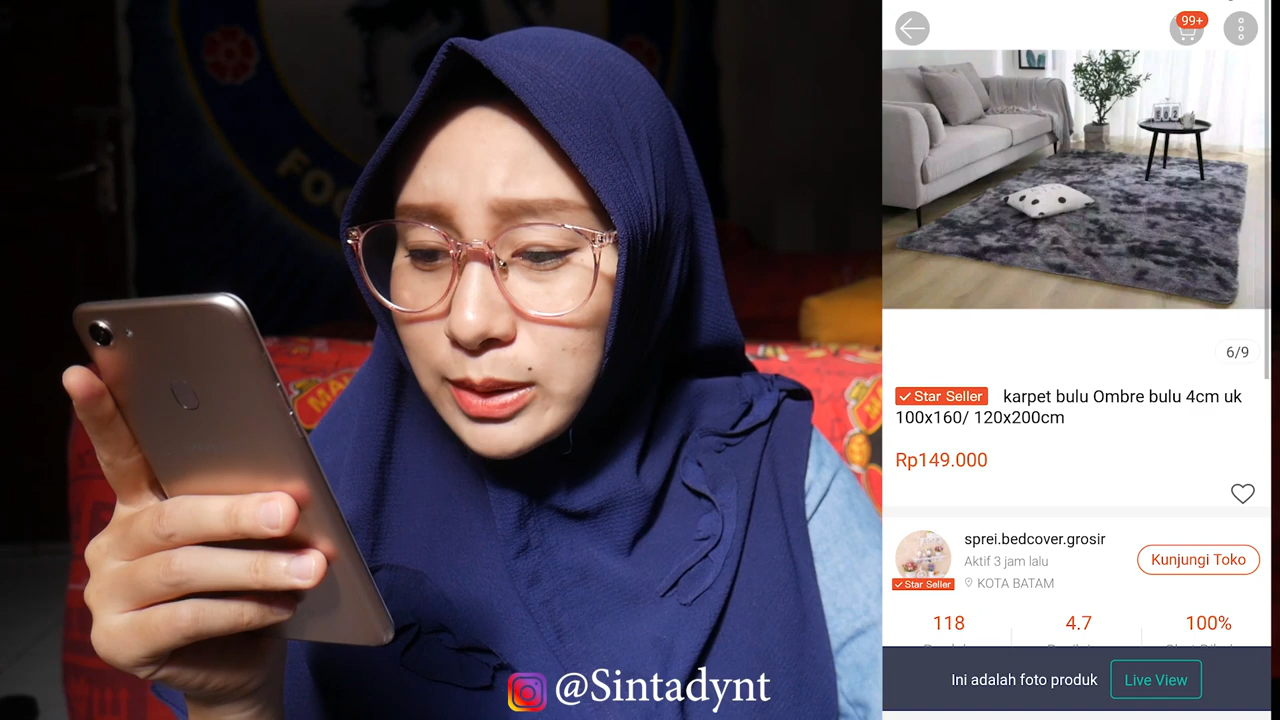 FOO
MAN
@Sintadynt
99+
6/9
Star Seller karpet bulu Ombre bulu 4cm uk
100x160/ 120x200cm
Rp149.000
sprei.bedcover.grosir
Aktif 3 jam lalu
Star Seller
KOTA BATAM
Kunjungi Toko
118 4.7 100%
Ini adalah foto produk
Live View